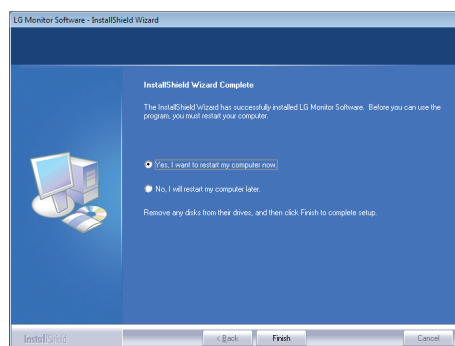 LG Monitor Software - InstallShield Wizard
InstallShield Wizard Complete
The InstallShield Wizard has successfully installed LG Monitor Software. Before you can use the
program, you must restart your computer.
Yes, I want to restart my computer now.
No, I will restart my computer later.
Remove any disks from their drives, and then click Finish to complete setup.
InstallShield
< Back
Finish
Cancel